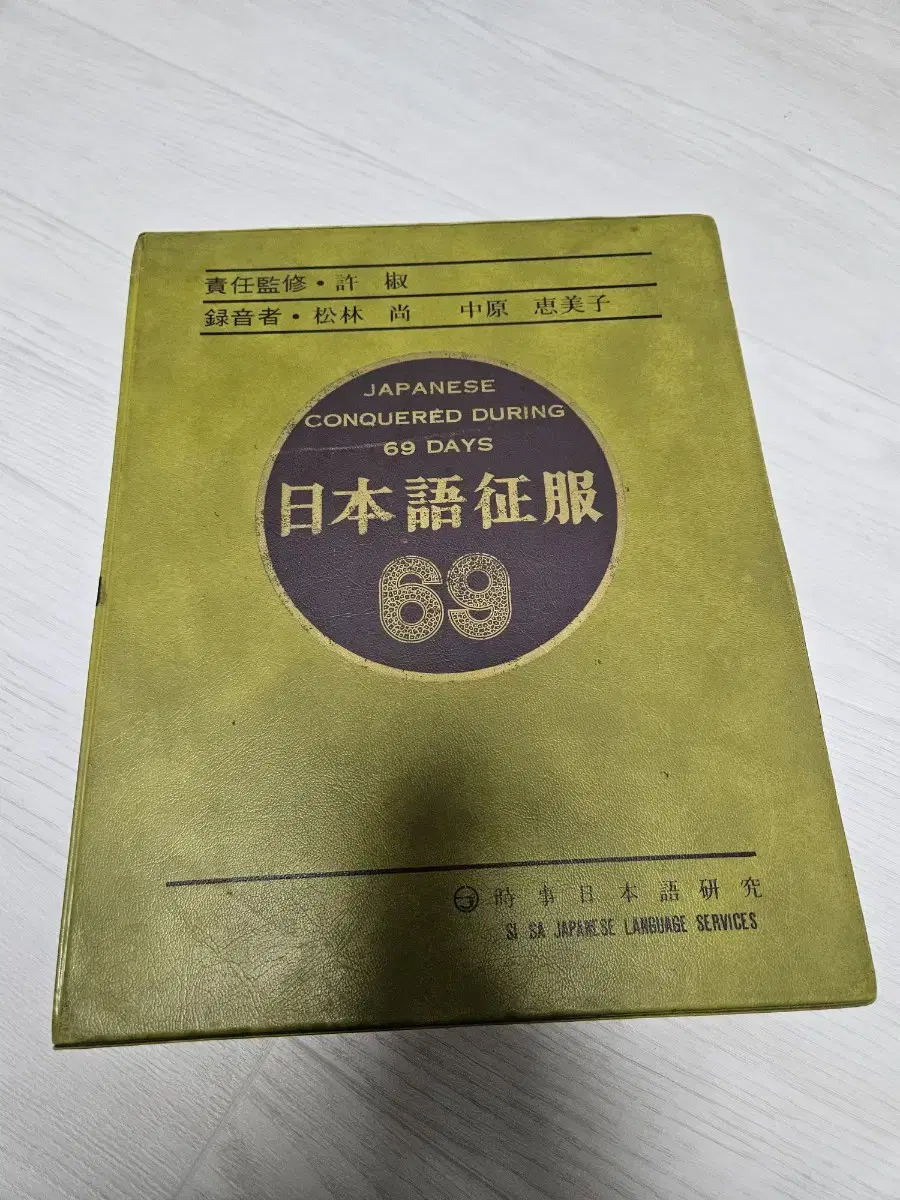 責任監修・許 椒
録音者・松林 尚 中原 恵美子
JAPANESE
CONQUERED DURING
69 DAYS
日本語征服
69
時事日本語研究
SI SA JAPANESE LANGUAGE SERVICES